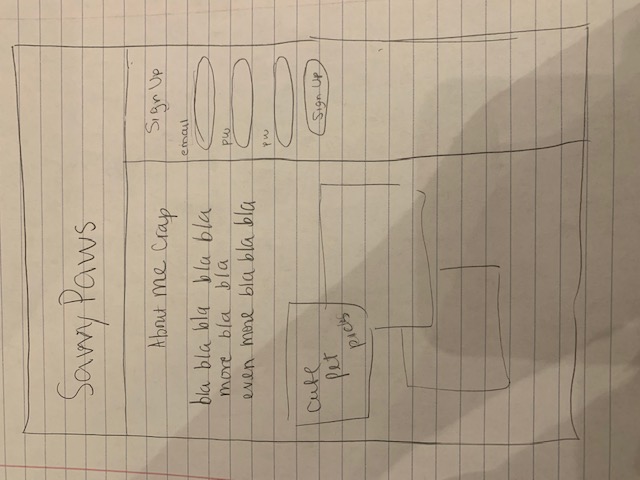 Savvy Paws
About me Crap
bla bla bla bla bla
more bla bla
even more bla bla bla
cute
pet
pics
Sign Up
email
pw
pw
Sign Up